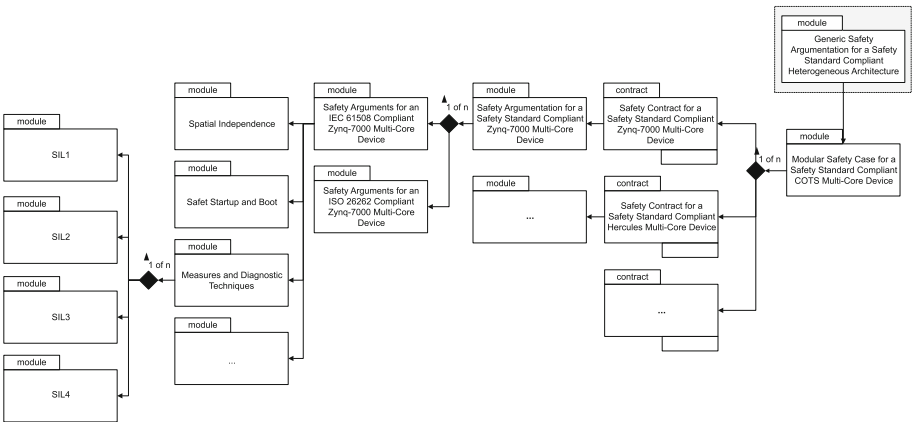 module
Generic Safety
Argumentation for a Safety
Standard Compliant
Heterogeneous Architecture
module
Modular Safety Case for a
Safety Standard Compliant
COTS Multi-Core Device
1 of n
contract
Safety Contract for a
Safety Standard Compliant
Zynq-7000 Multi-Core
Device
contract
Safety Contract for a
Safety Standard Compliant
Hercules Multi-Core Device
contract
...
module
Safety Argumentation for a
Safety Standard Compliant
Zynq-7000 Multi-Core
Device
module
...
1 of n
module
Safety Arguments for an
IEC 61508 Compliant
Zynq-7000 Multi-Core
Device
module
Safety Arguments for an
ISO 26262 Compliant
Zynq-7000 Multi-Core
Device
module
Spatial Independence
module
Safet Startup and Boot
module
Measures and Diagnostic
Techniques
module
...
1 of n
module
SIL1
module
SIL2
module
SIL3
module
SIL4